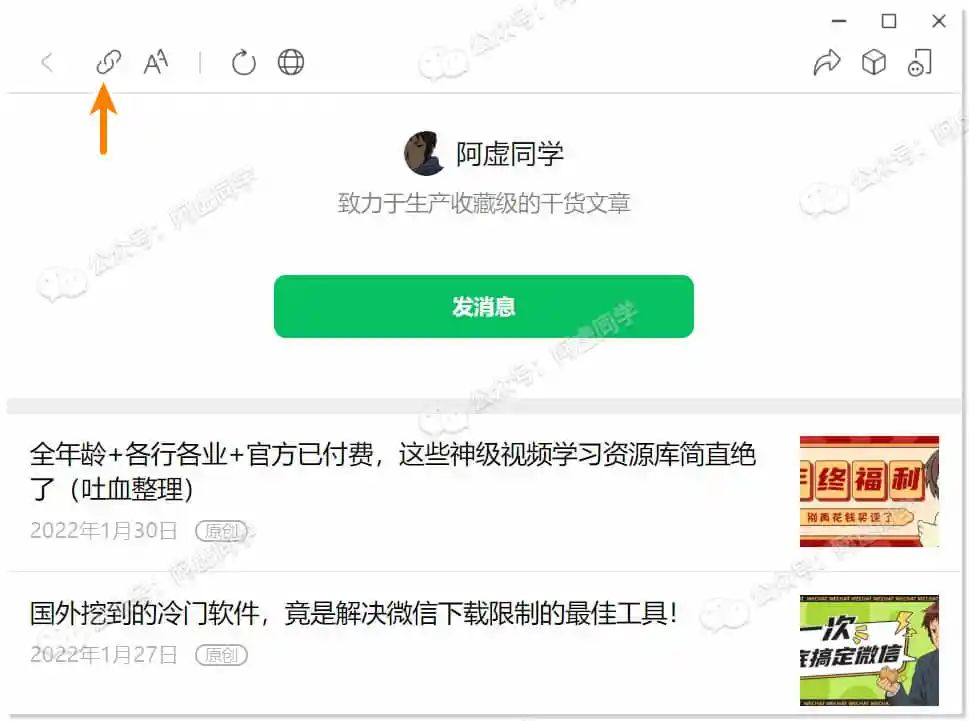 公众号：阿虚同学
阿虚同学
致力于生产收藏级的干货文章
发消息
全年龄+各行各业+官方已付费，这些神级视频学习资源库简直绝
了（吐血整理）
2022年1月30日 原创
年终福利
别再花钱买课了
国外挖到的冷门软件，竟是解决微信下载限制的最佳工具！
2022年1月27日 原创
一次
搞定微信